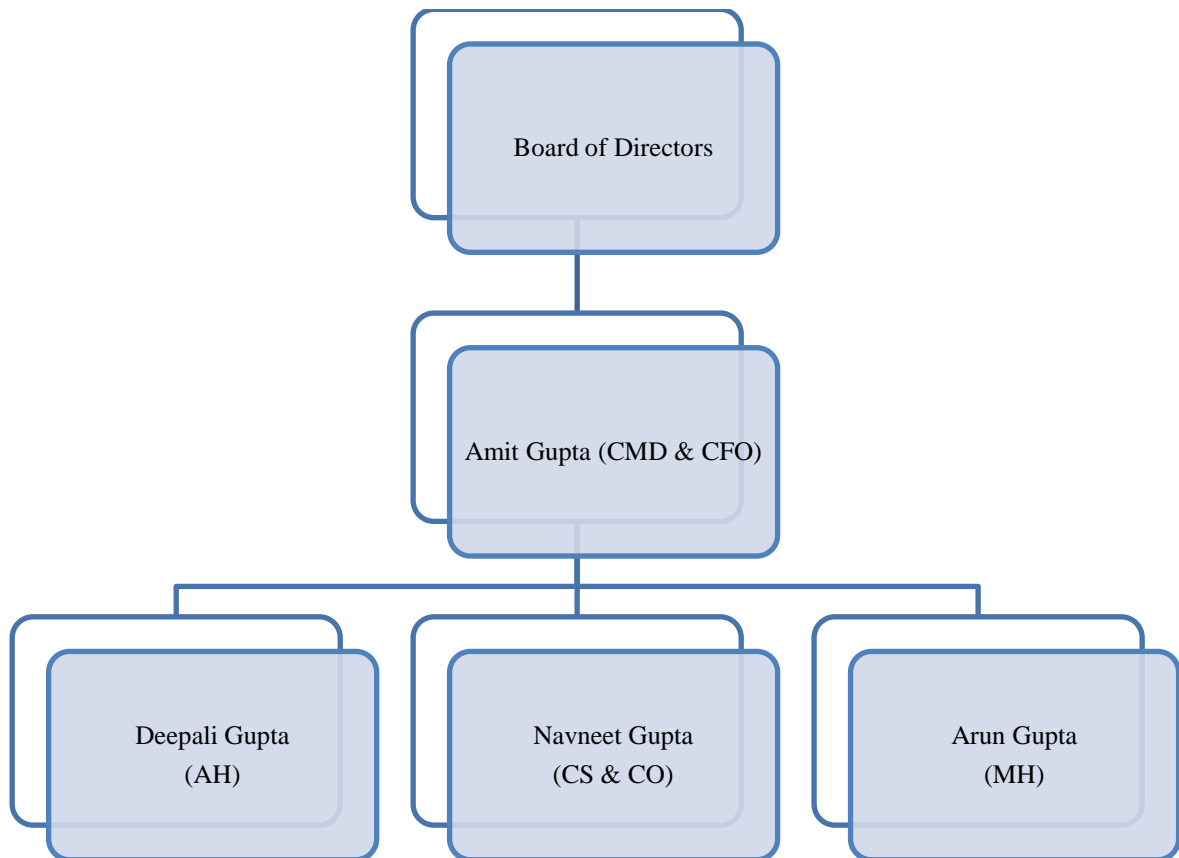 Board of Directors
Amit Gupta (CMD & CFO)
Deepali Gupta
(AH)
Navneet Gupta
(CS & CO)
Arun Gupta
(MH)